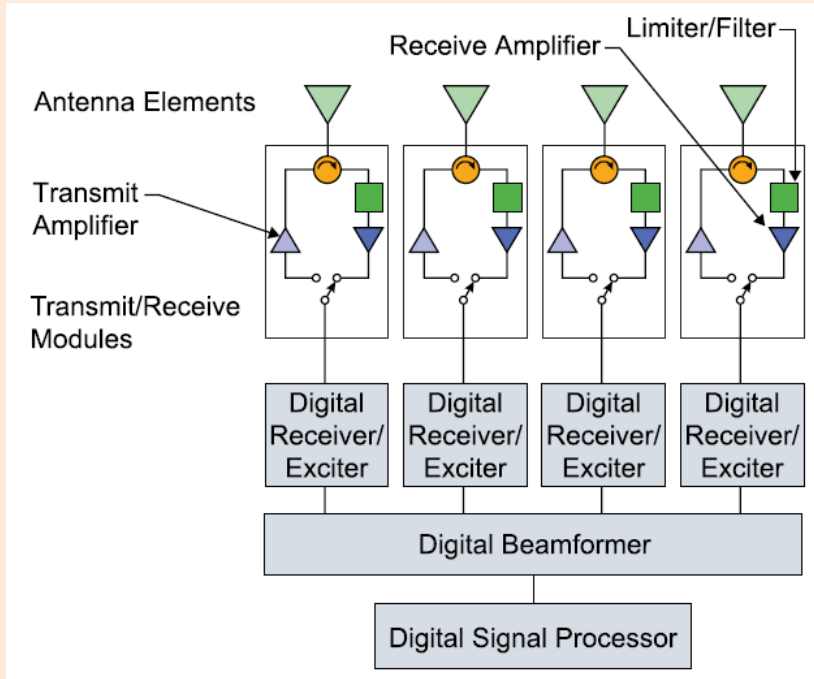 Limiter/Filter
Receive Amplifier
Antenna Elements
Transmit
Amplifier
Transmit/Receive
Modules
Digital
Receiver/
Exciter
Digital
Receiver/
Exciter
Digital
Receiver/
Exciter
Digital
Receiver/
Exciter
Digital Beamformer
Digital Signal Processor